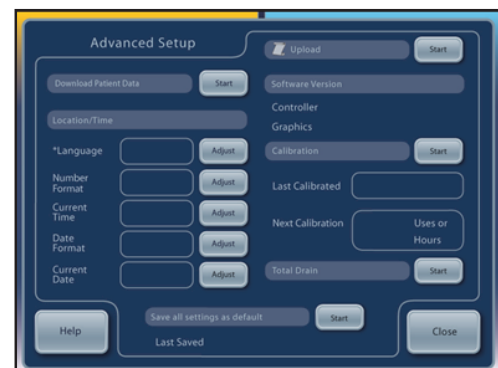 Advanced Setup
Download Patient Data
Start
Location/Time
*Language
Adjust
Number
Format
Adjust
Current
Time
Adjust
Date
Format
Adjust
Current
Date
Adjust
Upload
Start
Software Version
Controller
Graphics
Calibration
Start
Last Calibrated
Next Calibration
Uses or
Hours
Total Drain
Start
Help
Save all settings as default
Start
Last Saved
Close